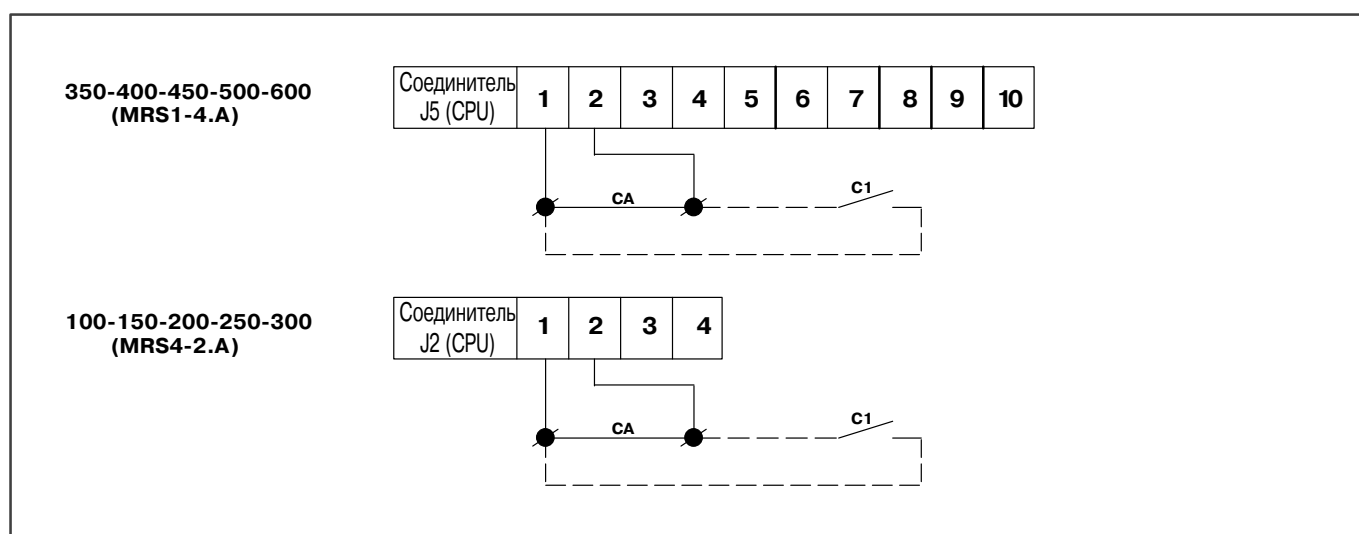 350-400-450-500-600
(MRS1-4.A)
Соединитель
J5 (CPU)
1 2 3 4 5 6 7 8 9 10
CA
C1
100-150-200-250-300
(MRS4-2.A)
Соединитель
J2 (CPU)
1 2 3 4
CA
C1